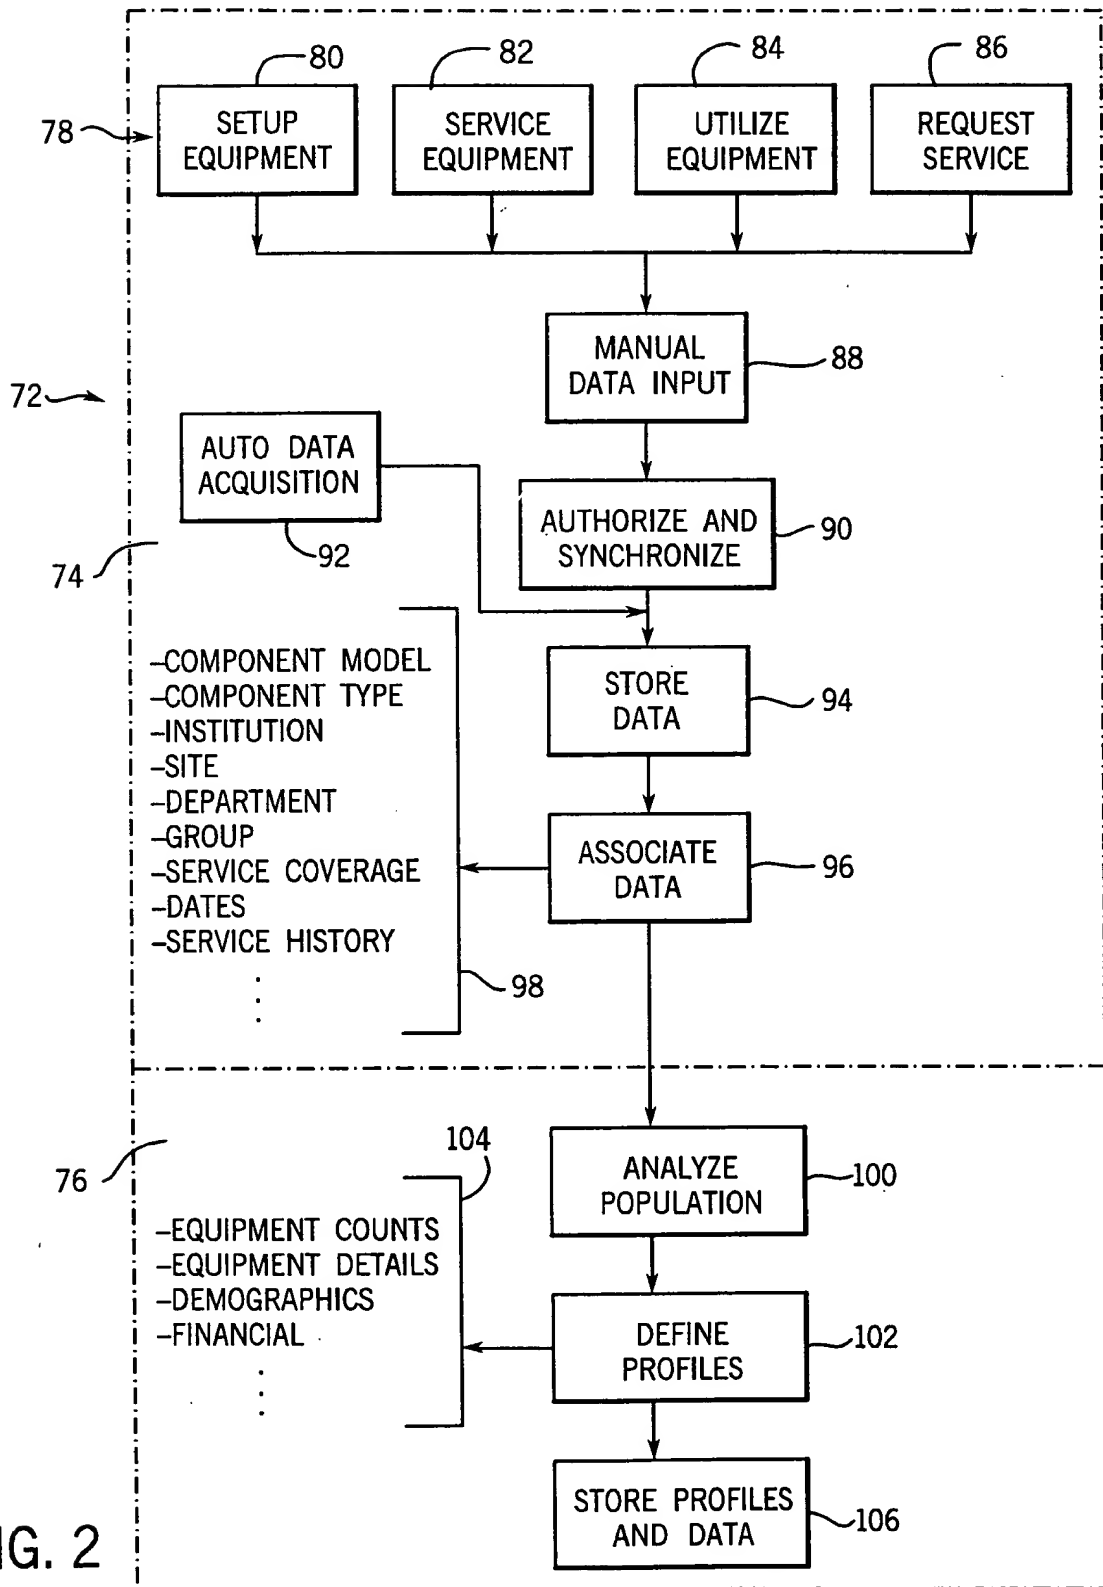 80
82
84
86
78
SETUP
EQUIPMENT
SERVICE
EQUIPMENT
UTILIZE
EQUIPMENT
REQUEST
SERVICE
MANUAL
DATA INPUT
88
72
AUTO DATA
ACQUISITION
92
AUTHORIZE AND
SYNCHRONIZE
90
74
-COMPONENT MODEL
-COMPONENT TYPE
-INSTITUTION
-SITE
-DEPARTMENT
-GROUP
-SERVICE COVERAGE
-DATES
-SERVICE HISTORY
98
STORE
DATA
94
ASSOCIATE
DATA
96
76
104
-EQUIPMENT COUNTS
-EQUIPMENT DETAILS
-DEMOGRAPHICS
-FINANCIAL
ANALYZE
POPULATION
100
DEFINE
PROFILES
102
STORE PROFILES
AND DATA
106
IG. 2